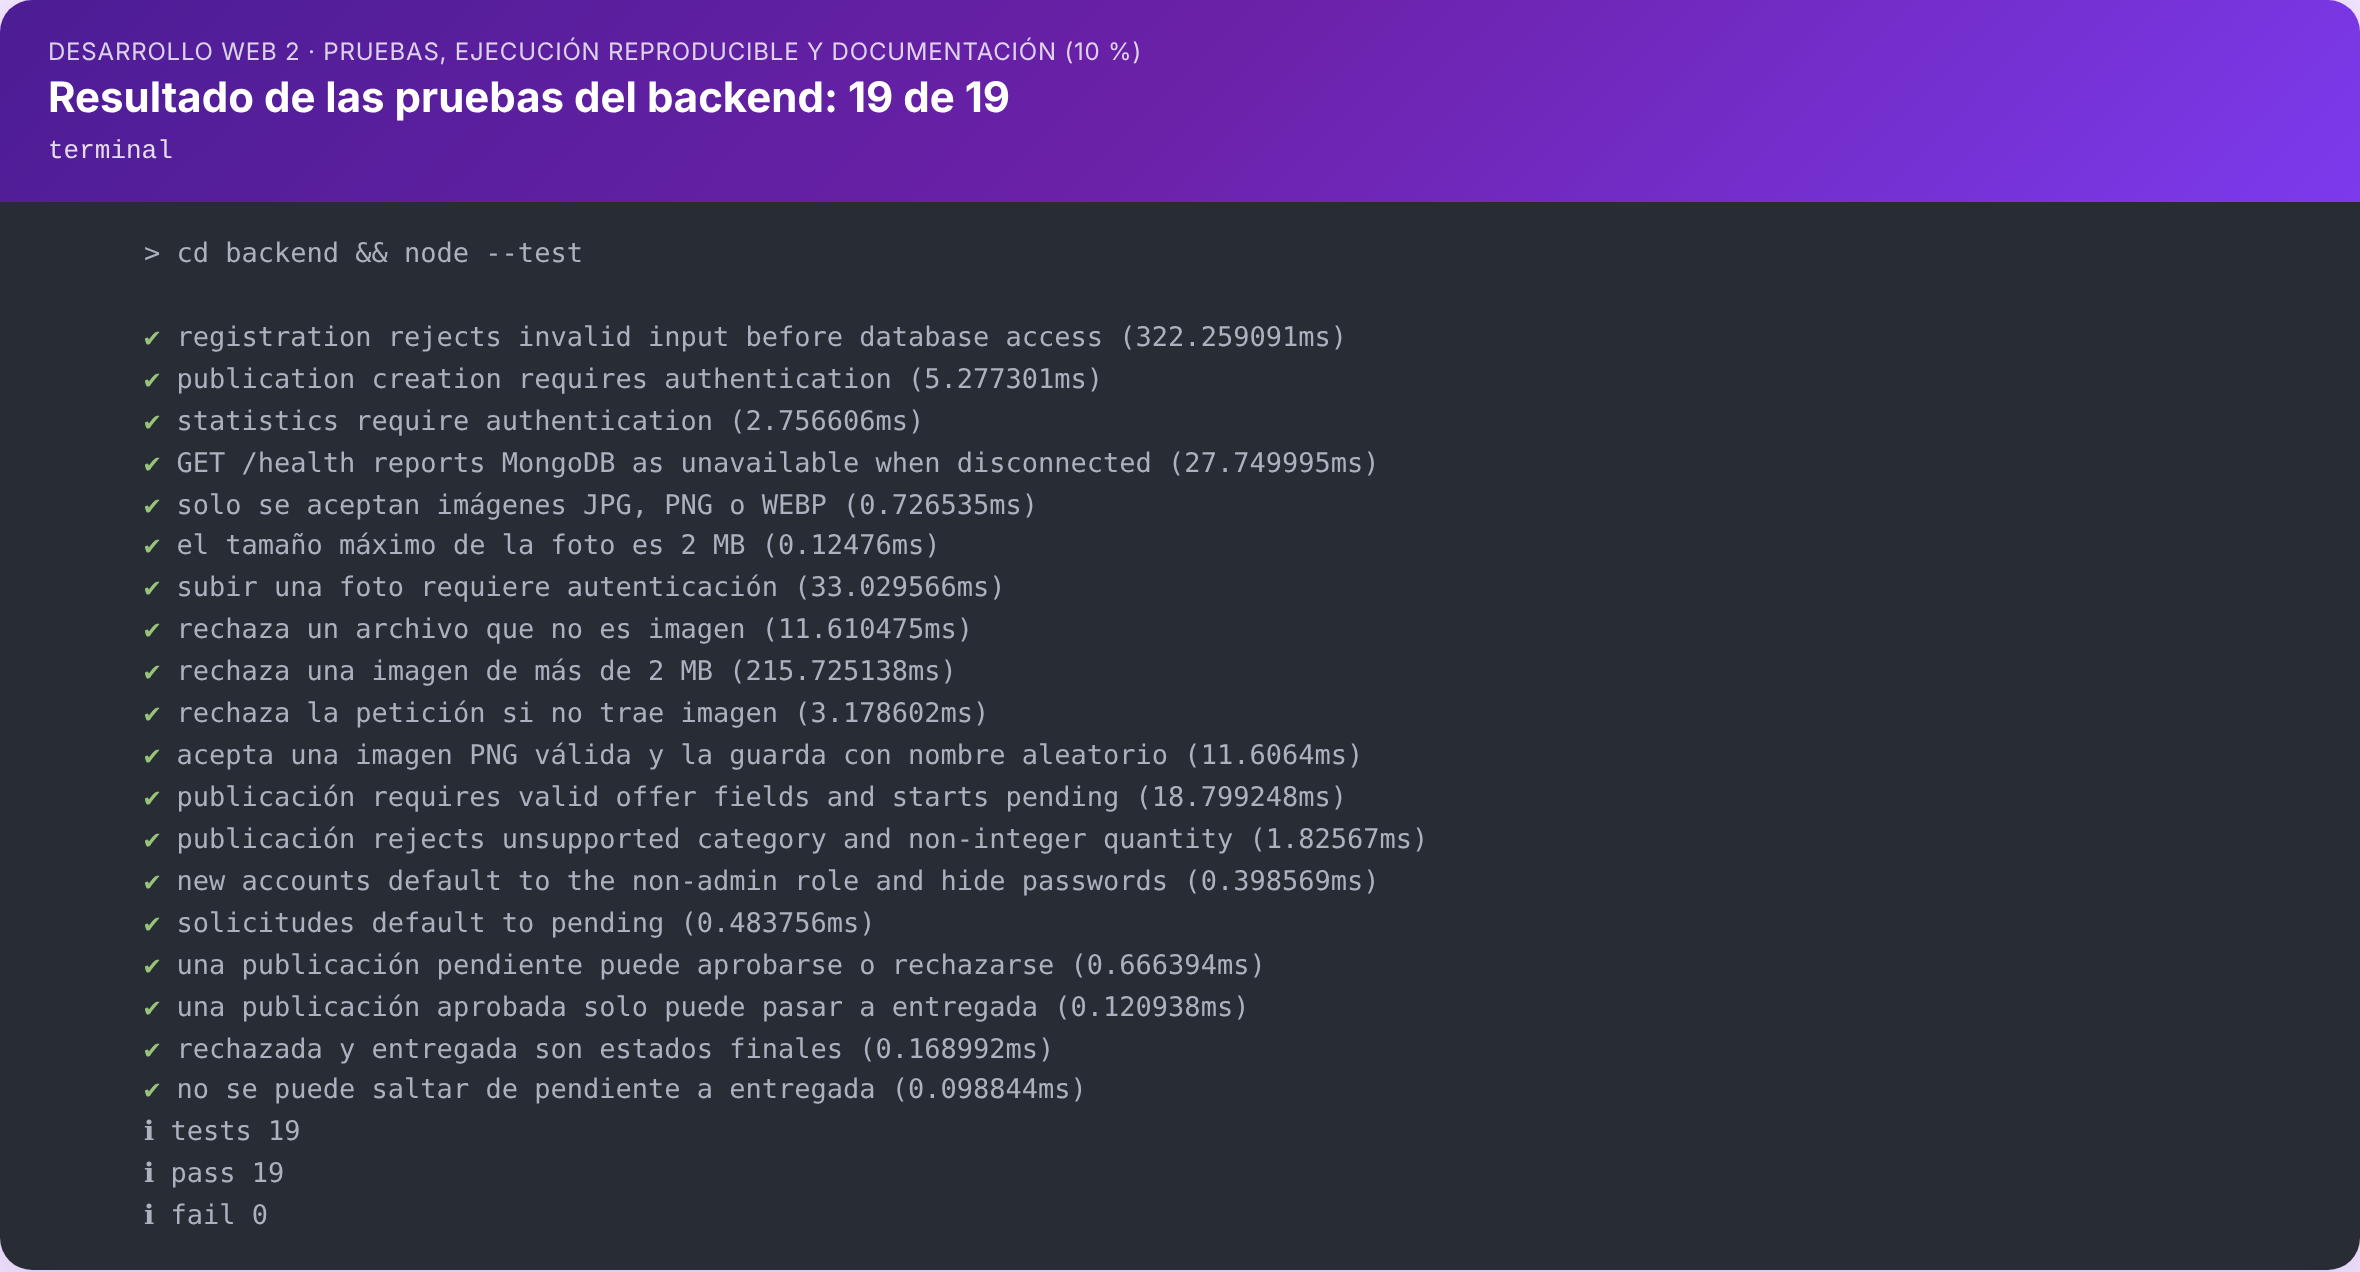 DESARROLLO WEB 2 · PRUEBAS, EJECUCIÓN REPRODUCIBLE Y DOCUMENTACIÓN (10 %)
Resultado de las pruebas del backend: 19 de 19
terminal
> cd backend && node --test
✔ registration rejects invalid input before database access (322.259091ms)
✔ publication creation requires authentication (5.277301ms)
✔ statistics require authentication (2.756606ms)
✔ GET /health reports MongoDB as unavailable when disconnected (27.749995ms)
✔ solo se aceptan imágenes JPG, PNG o WEBP (0.726535ms)
✔ el tamaño máximo de la foto es 2 MB (0.12476ms)
✔ subir una foto requiere autenticación (33.029566ms)
✔ rechaza un archivo que no es imagen (11.610475ms)
✔ rechaza una imagen de más de 2 MB (215.725138ms)
✔ rechaza la petición si no trae imagen (3.178602ms)
✔ acepta una imagen PNG válida y la guarda con nombre aleatorio (11.6064ms)
✔ publicación requires valid offer fields and starts pending (18.799248ms)
✔ publicación rejects unsupported category and non-integer quantity (1.82567ms)
✔ new accounts default to the non-admin role and hide passwords (0.398569ms)
✔ solicitudes default to pending (0.483756ms)
✔ una publicación pendiente puede aprobarse o rechazarse (0.666394ms)
✔ una publicación aprobada solo puede pasar a entregada (0.120938ms)
✔ rechazada y entregada son estados finales (0.168992ms)
✔ no se puede saltar de pendiente a entregada (0.098844ms)
ℹ tests 19
ℹ pass 19
ℹ fail 0